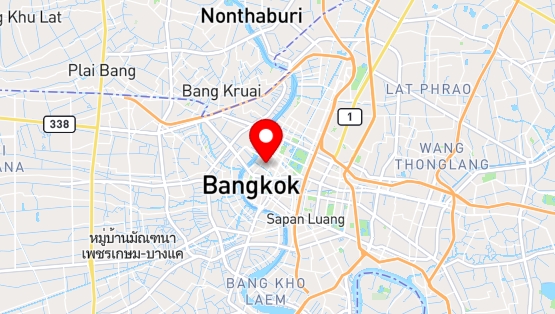 Nonthaburi
ng Khu Lat
Plai Bang
Bang Kruai
LAT PHRAO
1
338
WANG
THONGLANG
ANA
Bangkok
Sapan Luang
หมู่บ้านมัณฑนา
เพชรเกษม-บางแค
BANG KHO
LAEM